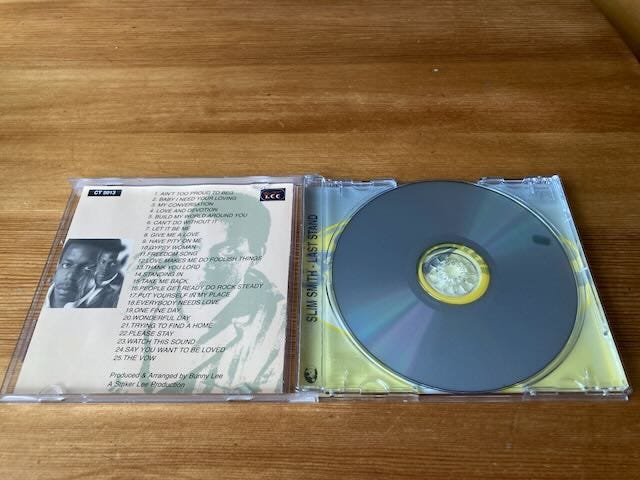 CT 0013
LEE
1. AIN'T TOO PROUD TO BEG
2. BABY I NEED YOUR LOVING
3. MY CONVERSATION
4. LOVE AND DEVOTION
5. BUILD MY WORLD AROUND YOU
6. CAN'T DO WITHOUT IT
7. LET IT BE ME
8. GIVE ME A LOVE
9. HAVE PITY ON ME
10. GYPSY WOMAN
11. FREEDOM SONG
12. LOVE MAKES ME DO FOOLISH THINGS
13. THANK YOU LORD
14. STANDING IN
15. TAKE ME BACK
16. PEOPLE GET READY DO ROCK STEADY
17. PUT YOURSELF IN MY PLACE
18. EVERYBODY NEEDS LOVE
19. ONE FINE DAY
20. WONDERFUL DAY
21. TRYING TO FIND A HOME
22. PLEASE STAY
23. WATCH THIS SOUND
24. SAY YOU WANT TO BE LOVED
25. THE VOW
Produced & Arranged by Bunny Lee
A Striker Lee Production
SLIM SMITH - LAST STAND